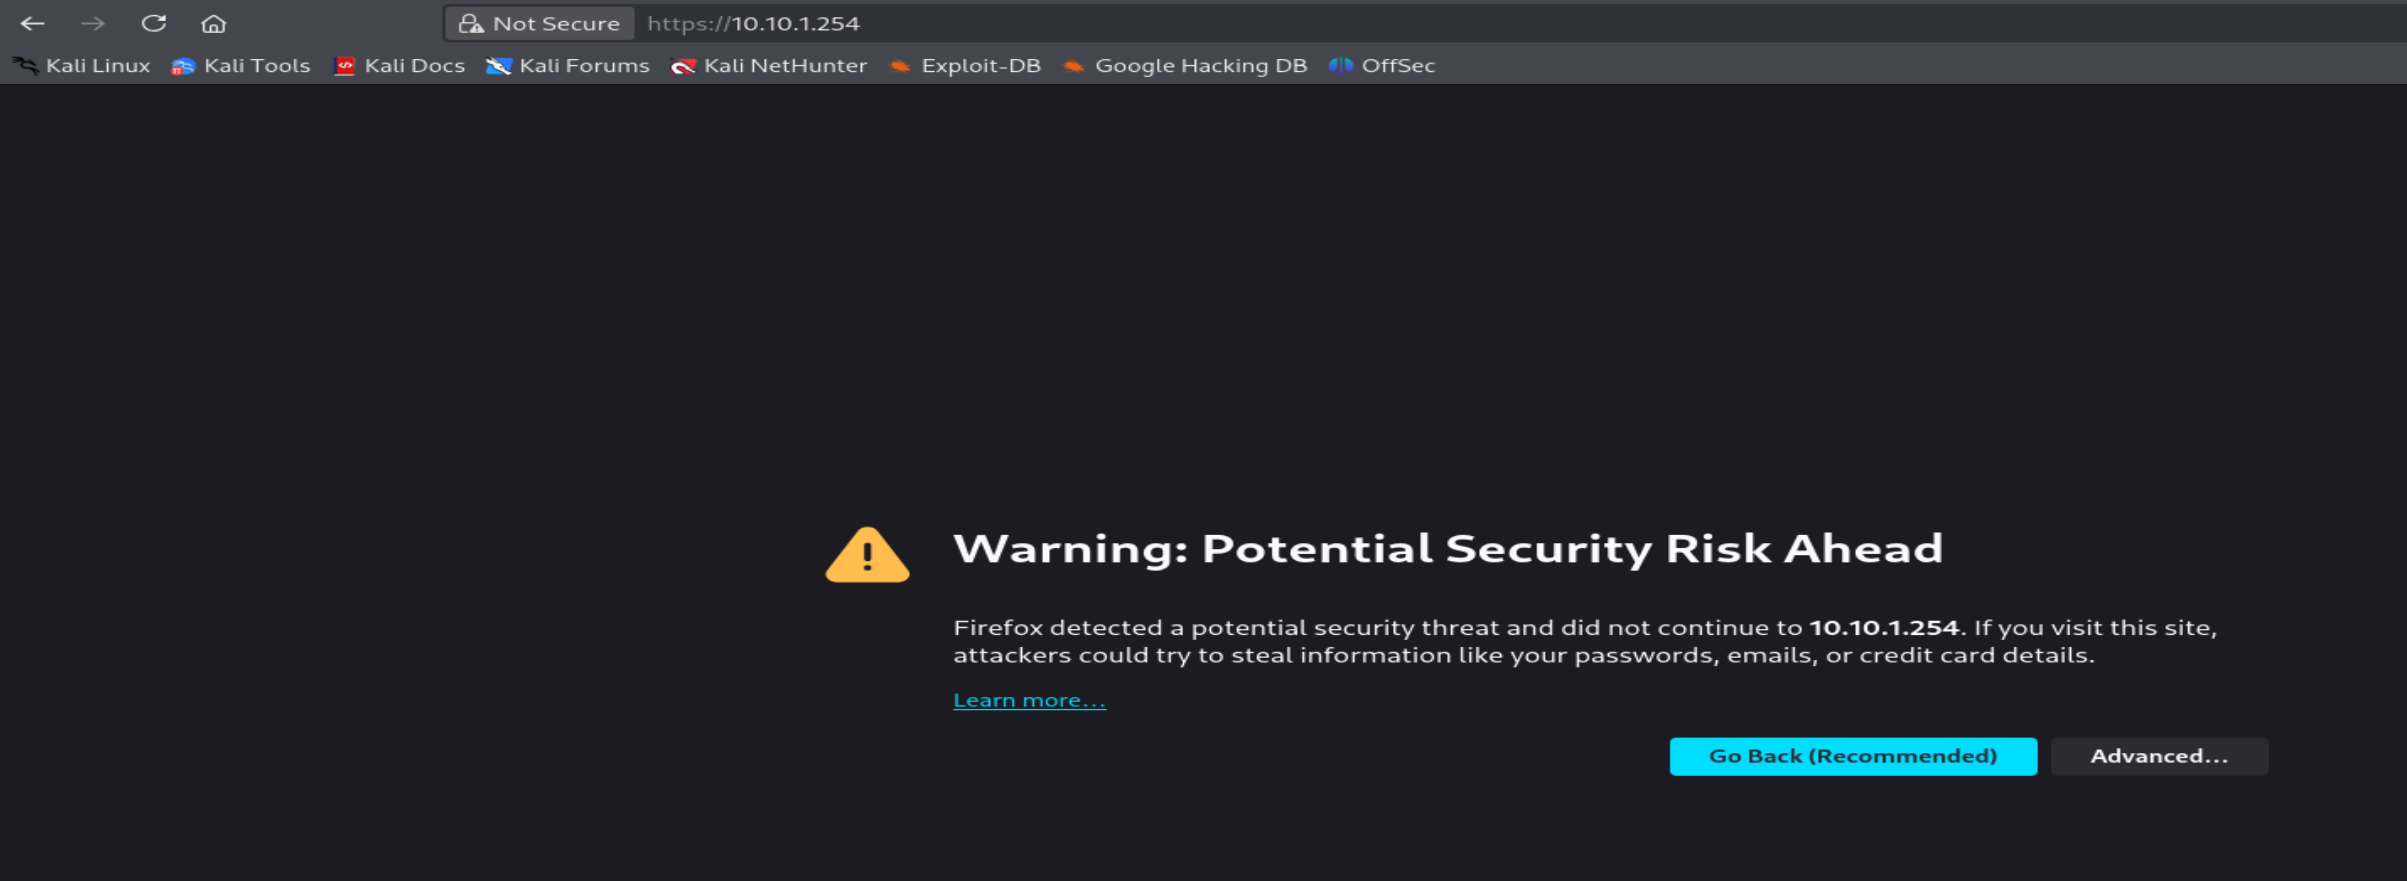 Not Secure https://10.10.1.254
Kali Linux Kali Tools Kali Docs Kali Forums Kali NetHunter Exploit-DB Google Hacking DB OffSec
Warning: Potential Security Risk Ahead
Firefox detected a potential security threat and did not continue to 10.10.1.254. If you visit this site,
attackers could try to steal information like your passwords, emails, or credit card details.
Learn more...
Go Back (Recommended) Advanced...